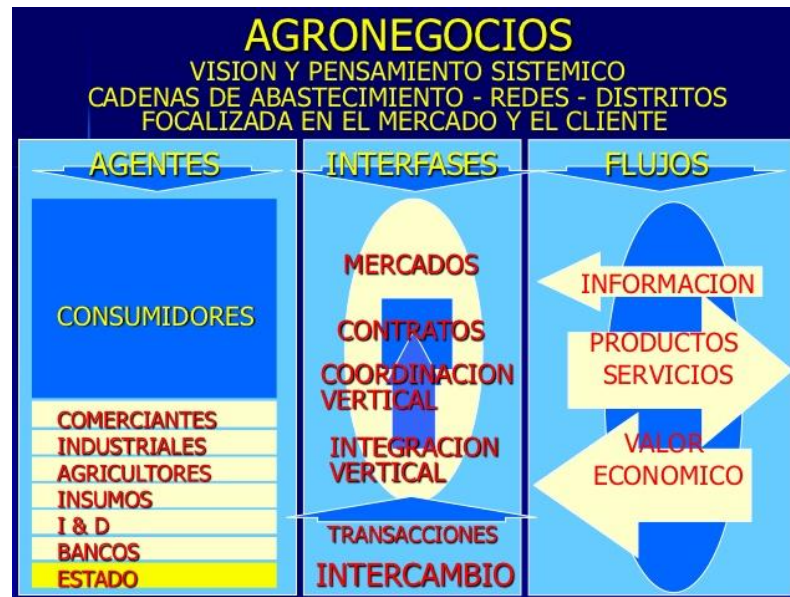 AGRONEGOCIOS
VISION Y PENSAMIENTO SISTEMICO
CADENAS DE ABASTECIMIENTO - REDES - DISTRITOS
FOCALIZADA EN EL MERCADO Y EL CLIENTE
AGENTES
CONSUMIDORES
COMERCIANTES
INDUSTRIALES
AGRICULTORES
INSUMOS
I & D
BANCOS
ESTADO
INTERFASES
MERCADOS
CONTRATOS
COORDINACION
VERTICAL
INTEGRACION
VERTICAL
TRANSACCIONES
INTERCAMBIO
FLUJOS
INFORMACION
PRODUCTOS
SERVICIOS
VALOR
ECONOMICO